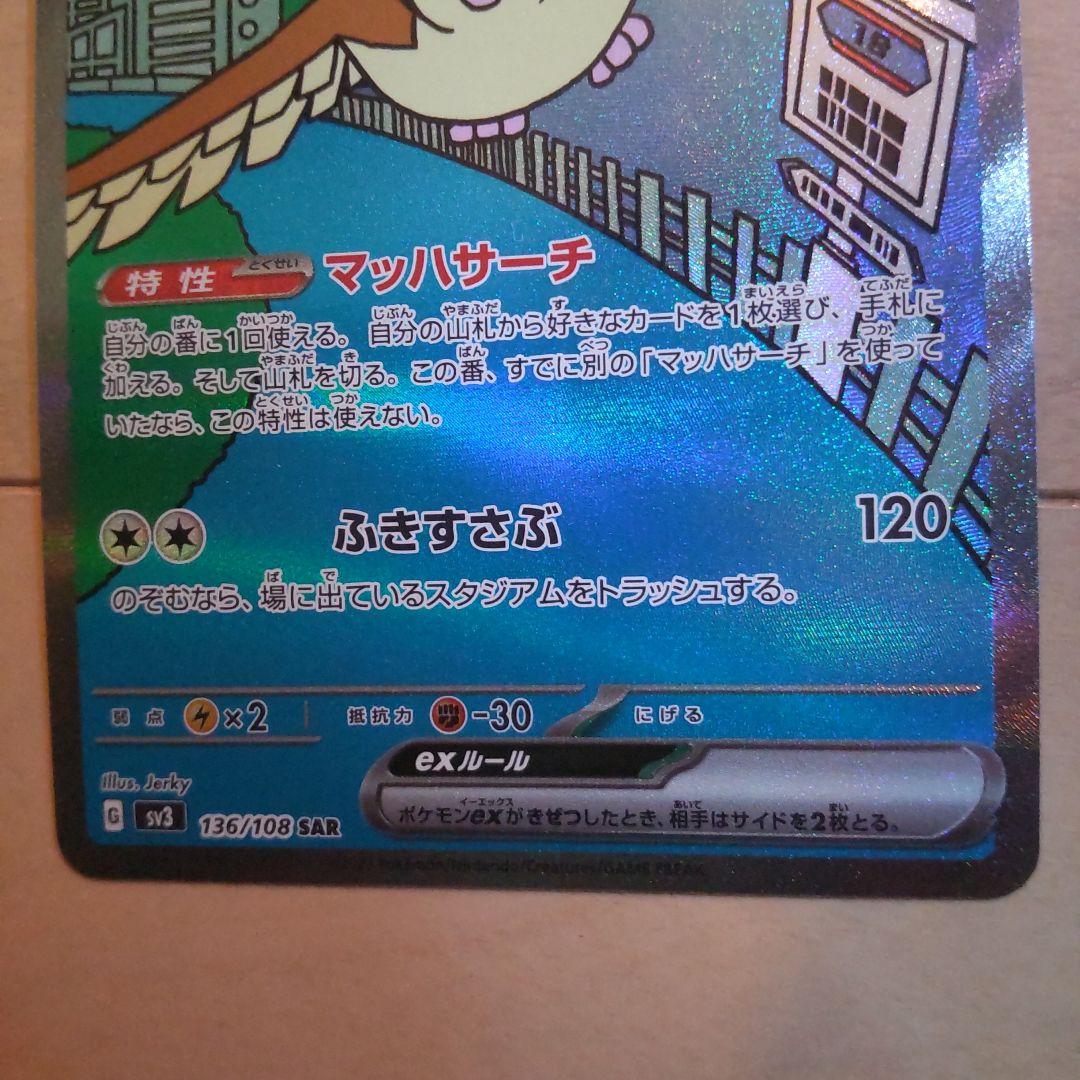 16
特性 とくせい マッハサーチ
自分の番に1回使える。自分の山札から好きなカードを1枚選び、手札に
加える。そして山札を切る。この番、すでに別の「マッハサーチ」を使って
いたなら、この特性は使えない。
ふきすさぶ 120
のぞむなら、場に出ているスタジアムをトラッシュする。
弱点 ×2 抵抗力 -30 にげる
exルール
ポケモンexがきぜつしたとき、相手はサイドを2枚とる。
Illus. Jerky
G SV3 136/108 SAR
Pokémon/Nintendo/Creatures/GAME FREAK